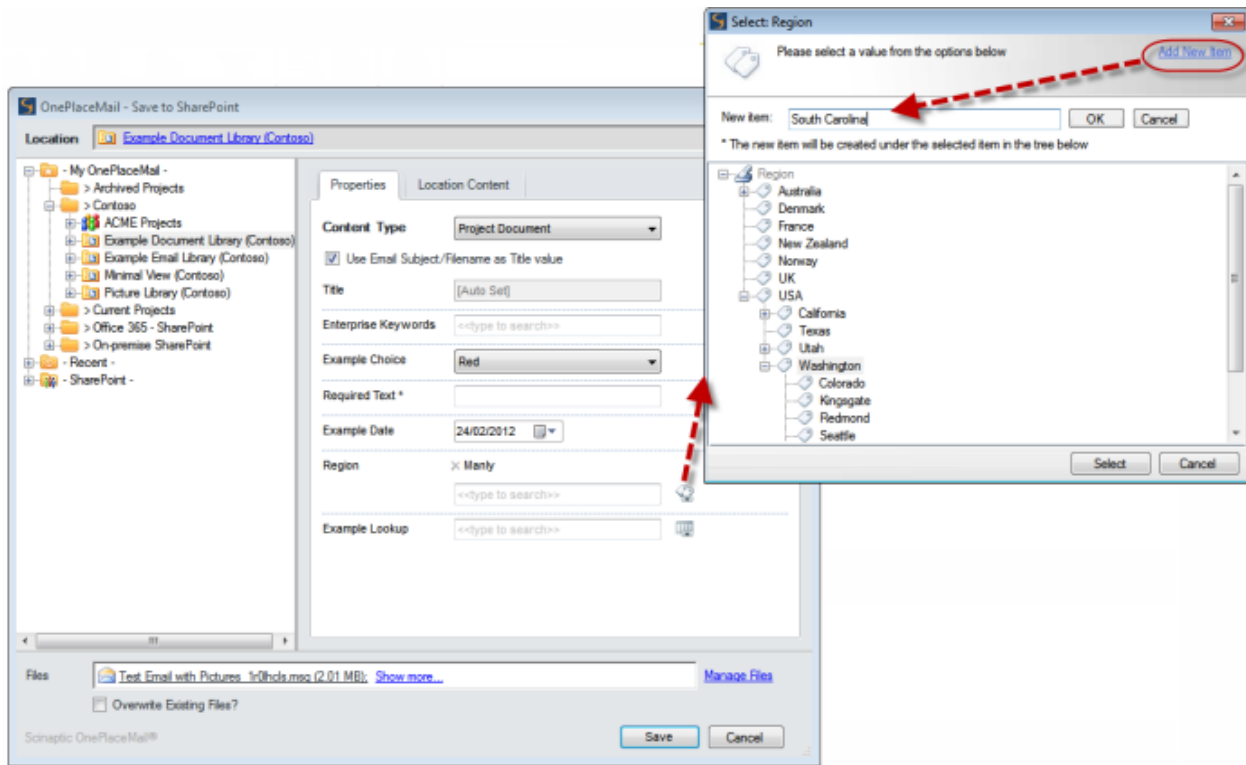 Select: Region
Please select a value from the options below
Add New Item
New item: South Carolina OK Cancel
* The new item will be created under the selected item in the tree below
Region
Australia
Denmark
France
New Zealand
Norway
UK
USA
California
Texas
Utah
Washington
Colorado
Kingsgate
Redmond
Seattle
Select Cancel
OnePlaceMail - Save to SharePoint
Location Example Document Library (Contoso)
- My OnePlaceMail -
> Archived Projects
> Contoso
ACME Projects
Example Document Library (Contoso)
Example Email Library (Contoso)
Minimal View (Contoso)
Picture Library (Contoso)
> Current Projects
> Office 365 - SharePoint
> On-premise SharePoint
- Recent -
- SharePoint -
Properties Location Content
Content Type Project Document
Use Email Subject/Filename as Title value
Title [Auto Set]
Enterprise Keywords <<type to search>>
Example Choice Red
Required Text *
Example Date 24/02/2012
Region Manly
<<type to search>>
Example Lookup <<type to search>>
Files Test Email with Pictures_1r0hcls.msg (2.01 MB); Show more... Manage Files
Overwrite Existing Files?
Scinaptic OnePlaceMail® Save Cancel